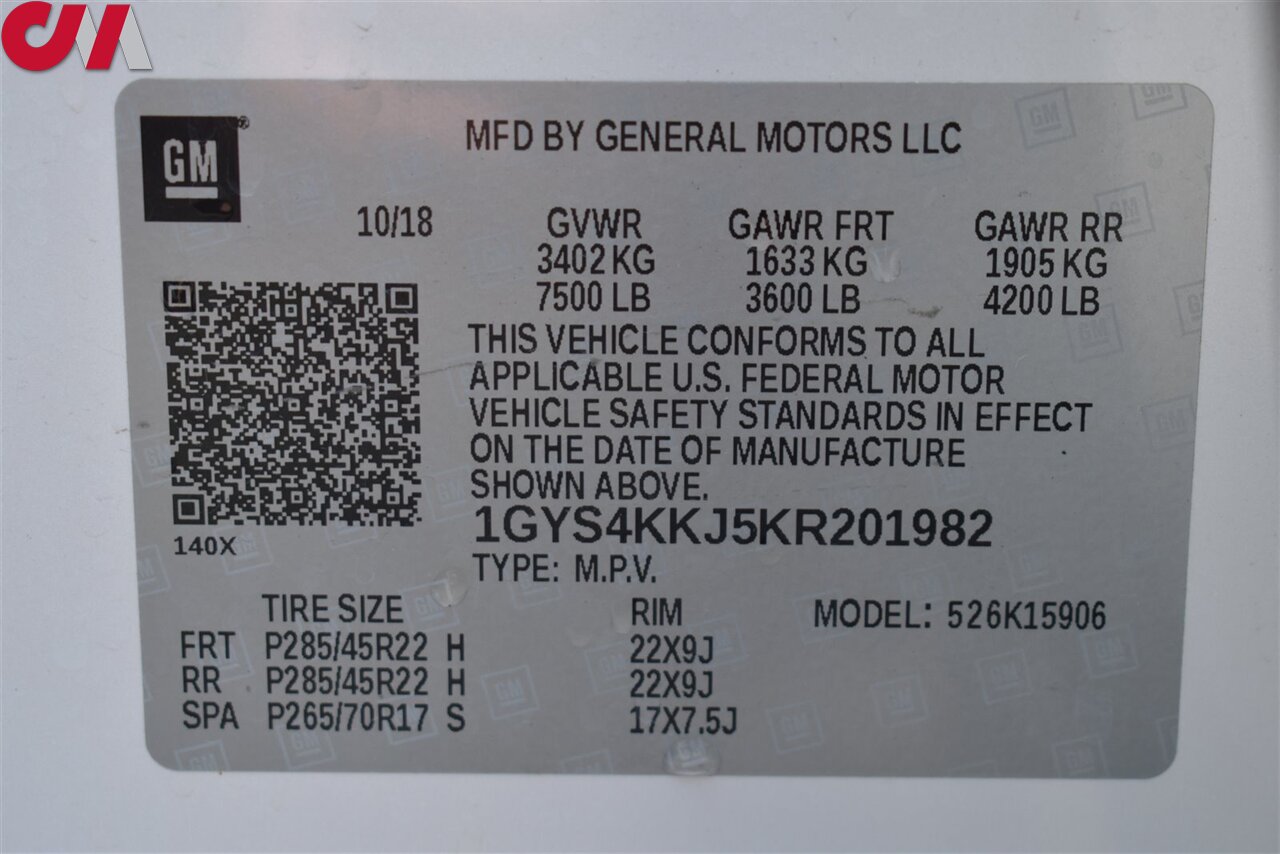 CM
GM
MFD BY GENERAL MOTORS LLC
10/18 GVWR GAWR FRT GAWR RR
3402 KG 1633 KG 1905 KG
7500 LB 3600 LB 4200 LB
THIS VEHICLE CONFORMS TO ALL
APPLICABLE U.S. FEDERAL MOTOR
VEHICLE SAFETY STANDARDS IN EFFECT
ON THE DATE OF MANUFACTURE
SHOWN ABOVE.
1GYS4KKJ5KR201982
140X
TYPE: M.P.V.
TIRE SIZE RIM MODEL: 526K15906
FRT P285/45R22 H 22X9J
RR P285/45R22 H 22X9J
SPA P265/70R17 S 17X7.5J